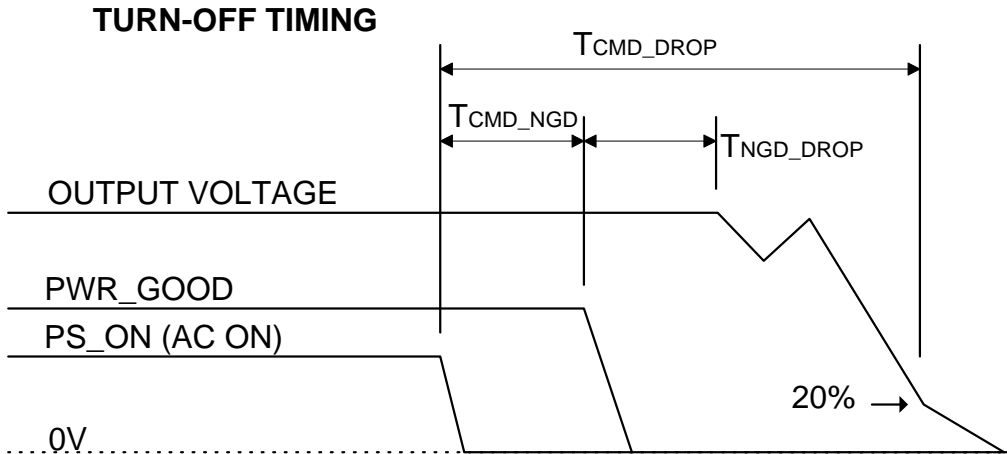 TURN-OFF TIMING
TCMD_DROP
TCMD_NGD
TNGD_DROP
OUTPUT VOLTAGE
PWR_GOOD
PS_ON (AC ON)
20%
0V